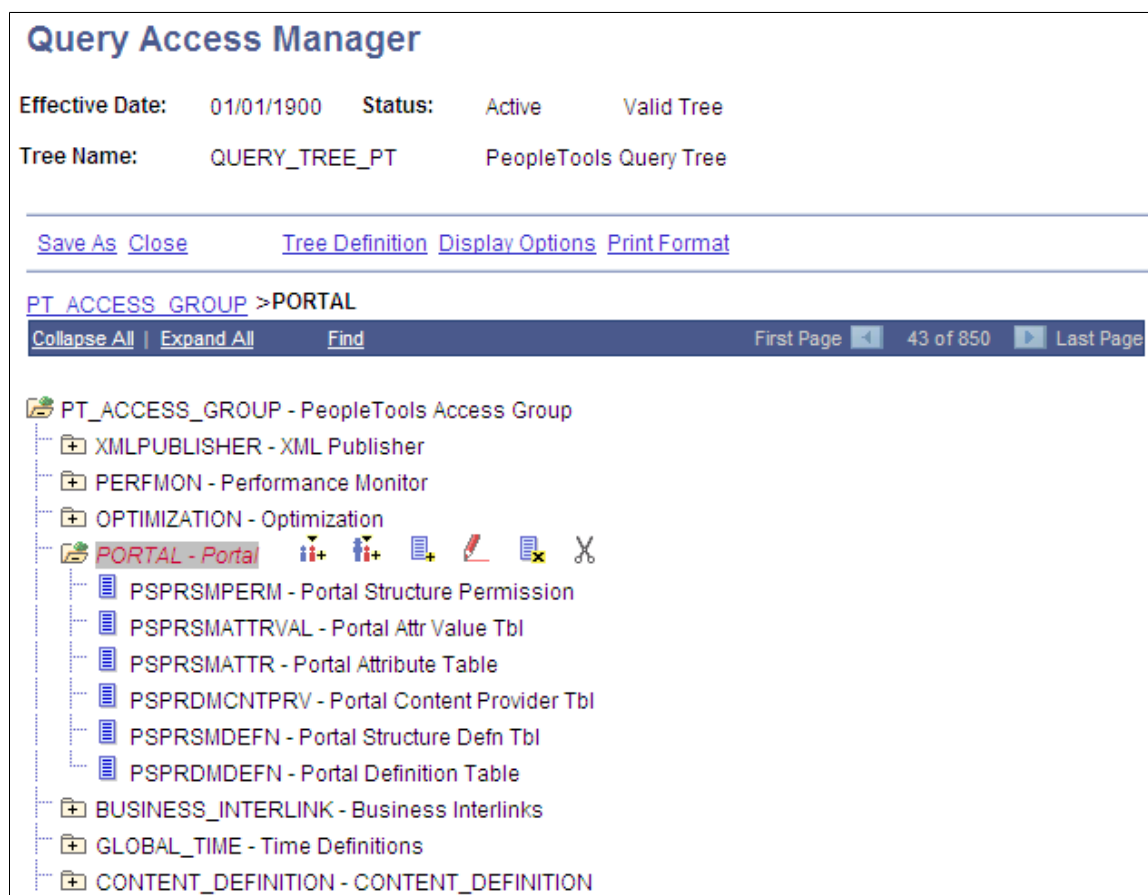 Query Access Manager
Effective Date: 01/01/1900 Status: Active Valid Tree
Tree Name: QUERY_TREE_PT PeopleTools Query Tree
Save As Close Tree Definition Display Options Print Format
PT_ACCESS_GROUP >PORTAL
Collapse All | Expand All Find First Page 43 of 850 Last Page
PT_ACCESS_GROUP - PeopleTools Access Group
XMLPUBLISHER - XML Publisher
PERFMON - Performance Monitor
OPTIMIZATION - Optimization
PORTAL - Portal
PSPRSMPERM - Portal Structure Permission
PSPRSMATTRVAL - Portal Attr Value Tbl
PSPRSMATTR - Portal Attribute Table
PSPRDMCNTPRV - Portal Content Provider Tbl
PSPRSMDEFN - Portal Structure Defn Tbl
PSPRDMDEFN - Portal Definition Table
BUSINESS_INTERLINK - Business Interlinks
GLOBAL_TIME - Time Definitions
CONTENT_DEFINITION - CONTENT_DEFINITION